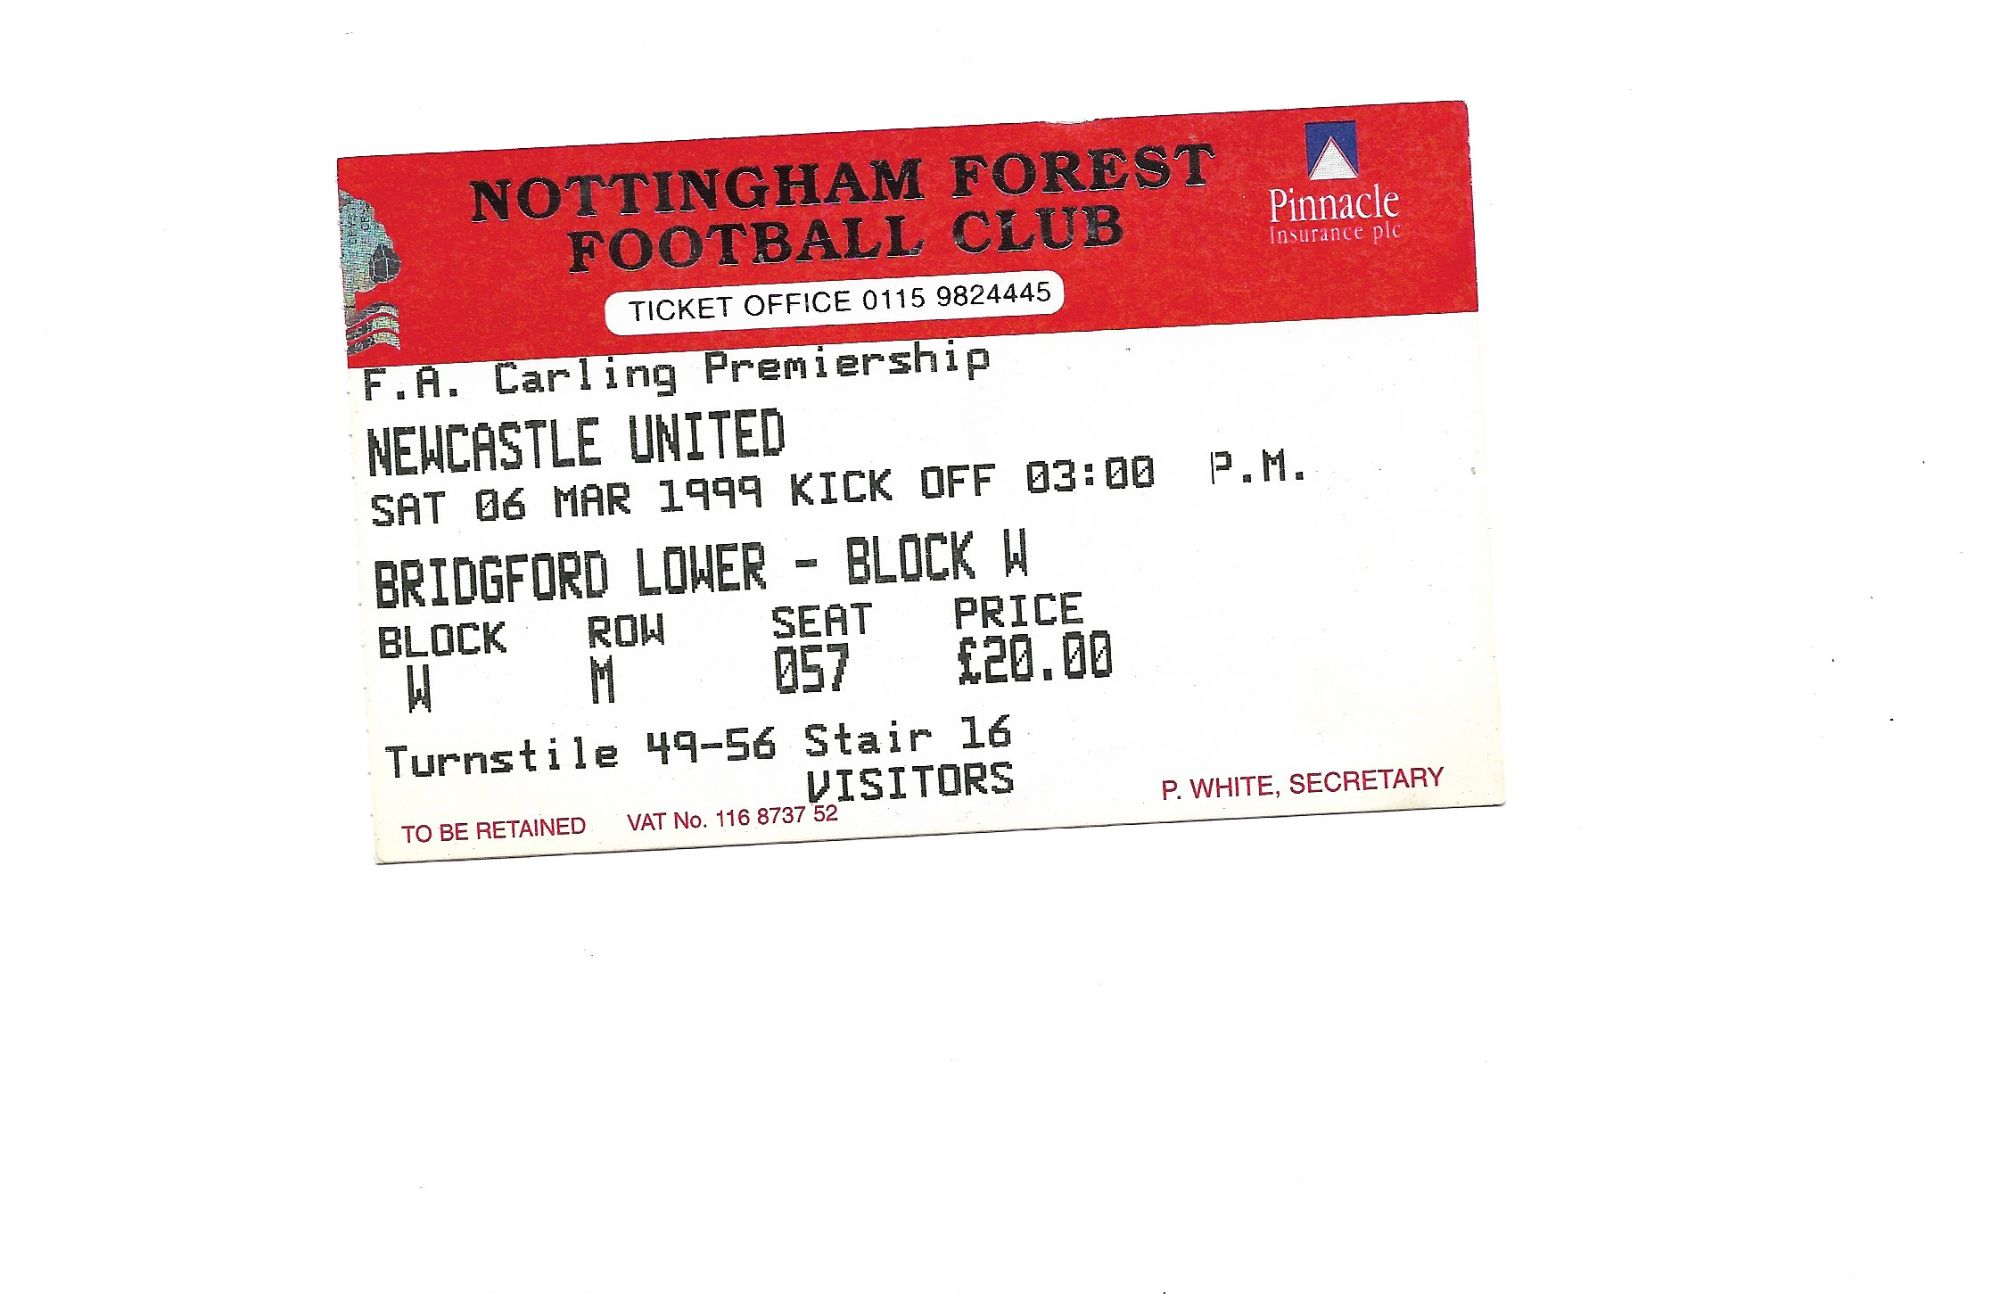 NOTTINGHAM FOREST
FOOTBALL CLUB
Pinnacle
Insurance plc
TICKET OFFICE 0115 9824445
F.A. Carling Premiership
NEWCASTLE UNITED
SAT 06 MAR 1999 KICK OFF 03:00 P.M.
BRIDGFORD LOWER - BLOCK W
BLOCK ROW SEAT PRICE
W M 057 £20.00
Turnstile 49-56 Stair 16
VISITORS
P. WHITE, SECRETARY
TO BE RETAINED VAT No. 116 8737 52